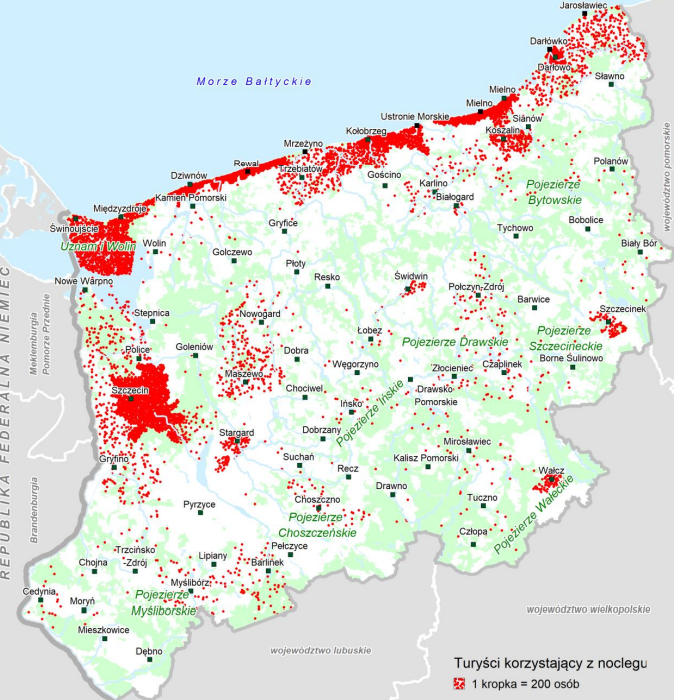 Jarosławiec
Darłówko
Darłowo
Sławno
Morze Bałtyckie
Mielno
Mielno
Ustronie Morskie
Sianów
Kołobrzeg
Koszalin
Mrzeżyno
Polanów
Rewal
Trzebiatów
Gościno
Dziwnów
Karlino
Białogard
Pojezierze
Bytowskie
Kamień Pomorski
województwo pomorskie
Międzyzdroje
Świnoujście
Gryfice
Tychowo
Bobolice
Uznam i Wolin
Wolin
Golczewo
Biały Bór
Płoty
Resko
Świdwin
Połczyn-Zdrój
Nowe Warpno
Barwice
Szczecinek
Stepnica
Nowogard
Łobez
Pojezierze Drawskie
Pojezierze
Szczecineckie
REPUBLIKA FEDERALNA NIEMIEC
Meklemburgia
Pomorze Przednie
Police
Goleniów
Dobra
Węgorzyno
Złocieniec
Czaplinek
Borne Sulinowo
Maszewo
Szczecin
Chociwel
Ińsko
Drawsko
Pomorskie
Pojezierze Ińskie
Stargard
Dobrzany
Mirosławiec
Gryfino
Suchań
Recz
Kalisz Pomorski
Wałcz
Brandenburgia
Drawno
Pyrzyce
Choszczno
Tuczno
Pojezierze Wałeckie
Pojezierze
Choszczeńskie
Człopa
Trzcińsko
-Zdrój
Pełczyce
Chojna
Lipiany
Barlinek
Cedynia
Moryń
Myślibórz
Pojezierze
Myśliborskie
województwo wielkopolskie
Mieszkowice
Dębno
województwo lubuskie
Turyści korzystający z noclegu
1 kropka = 200 osób